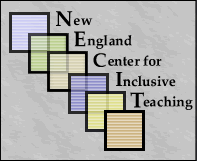 New
England
Center for
Inclusive
Teaching